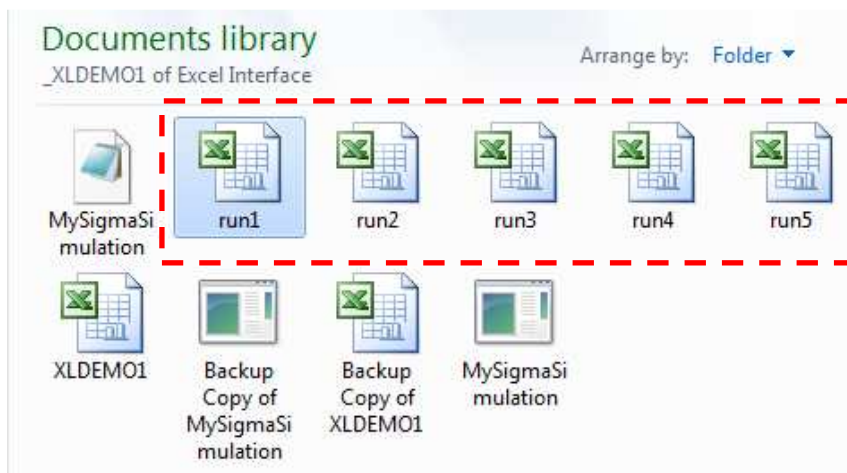 Documents library
_XLDEMO1 of Excel Interface
Arrange by: Folder
MySigmaSi
mulation
run1
run2
run3
run4
run5
XLDEMO1
Backup
Copy of
MySigmaSi
mulation
Backup
Copy of
XLDEMO1
MySigmaSi
mulation